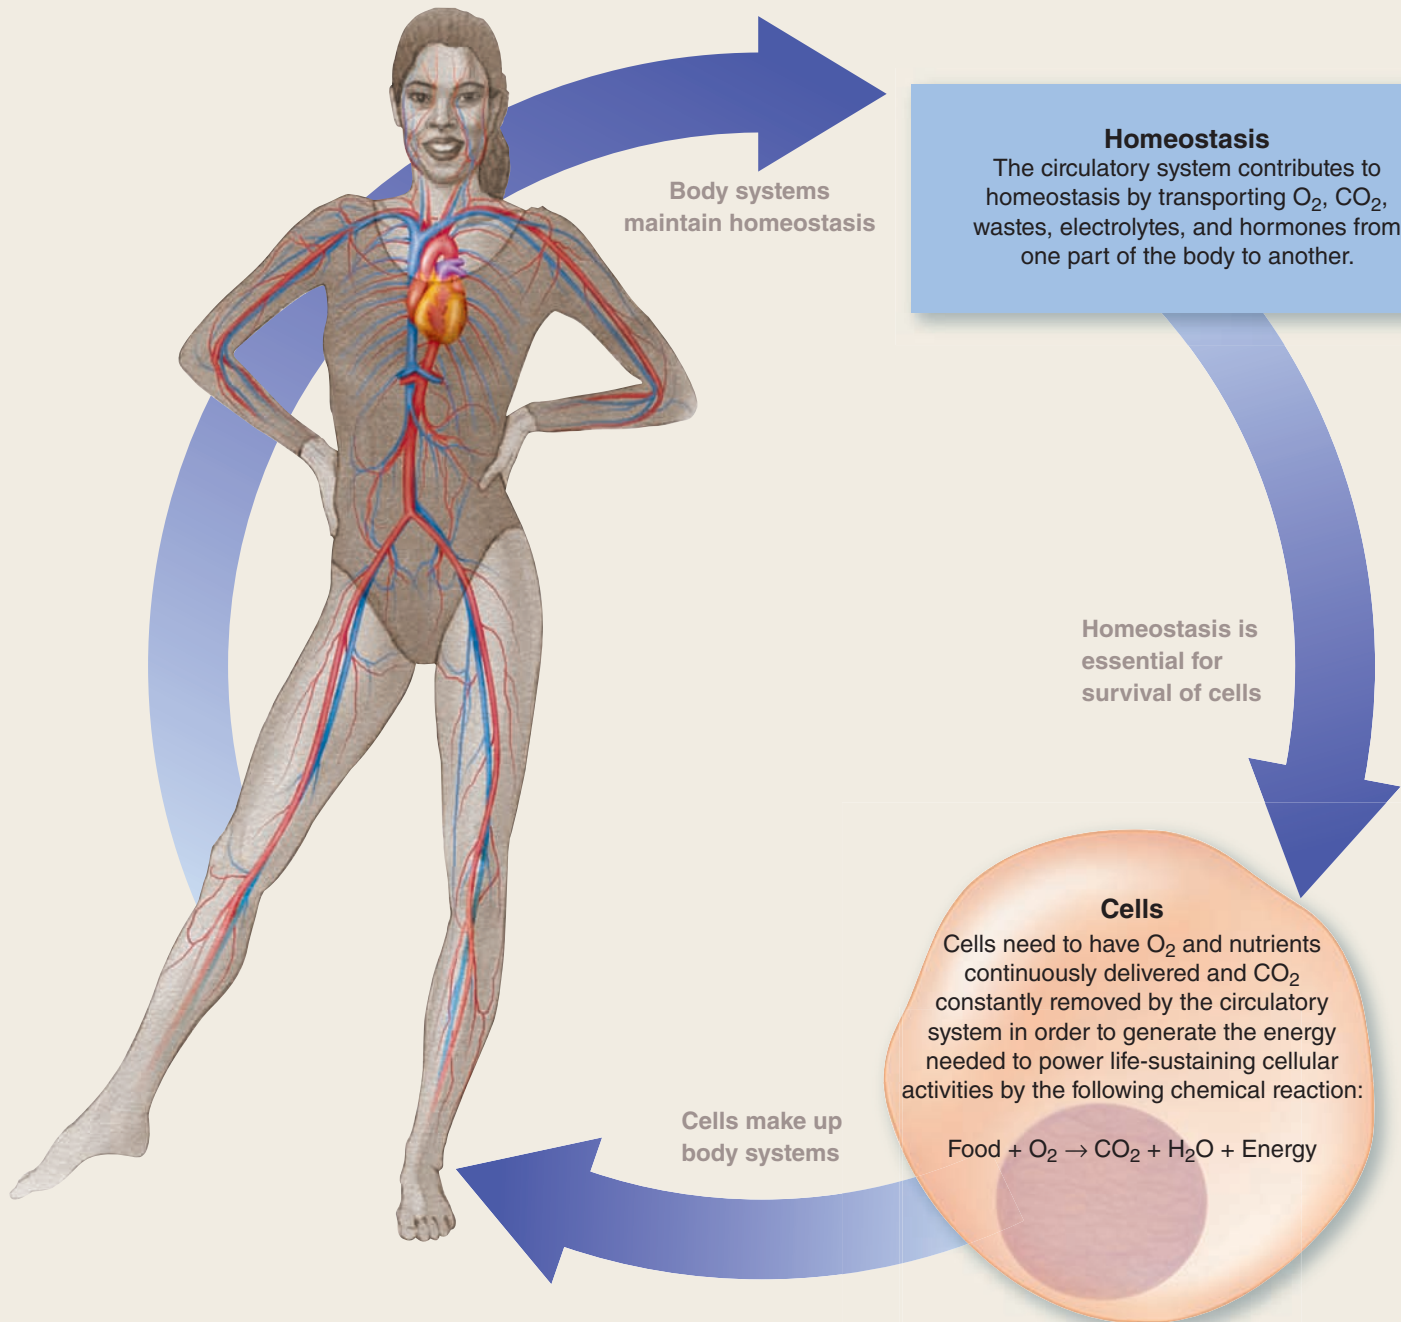 Body systems
maintain homeostasis
Homeostasis
The circulatory system contributes to
homeostasis by transporting O₂, CO₂,
wastes, electrolytes, and hormones from
one part of the body to another.
Homeostasis is
essential for
survival of cells
Cells
Cells need to have O₂ and nutrients
continuously delivered and CO₂
constantly removed by the circulatory
system in order to generate the energy
needed to power life-sustaining cellular
activities by the following chemical reaction:
Food + O₂ → CO₂ + H₂O + Energy
Cells make up
body systems